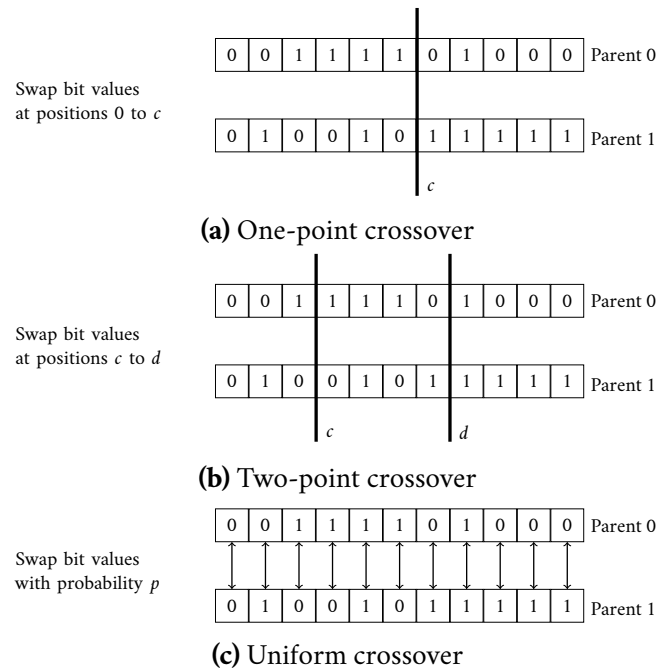 0 0 1 1 1 1 0 1 0 0 0 Parent 0
Swap bit values
at positions 0 to c
0 1 0 0 1 0 1 1 1 1 1 Parent 1
c
(a) One-point crossover
0 0 1 1 1 1 0 1 0 0 0 Parent 0
Swap bit values
at positions c to d
0 1 0 0 1 0 1 1 1 1 1 Parent 1
c d
(b) Two-point crossover
0 0 1 1 1 1 0 1 0 0 0 Parent 0
Swap bit values
with probability p
0 1 0 0 1 0 1 1 1 1 1 Parent 1
(c) Uniform crossover